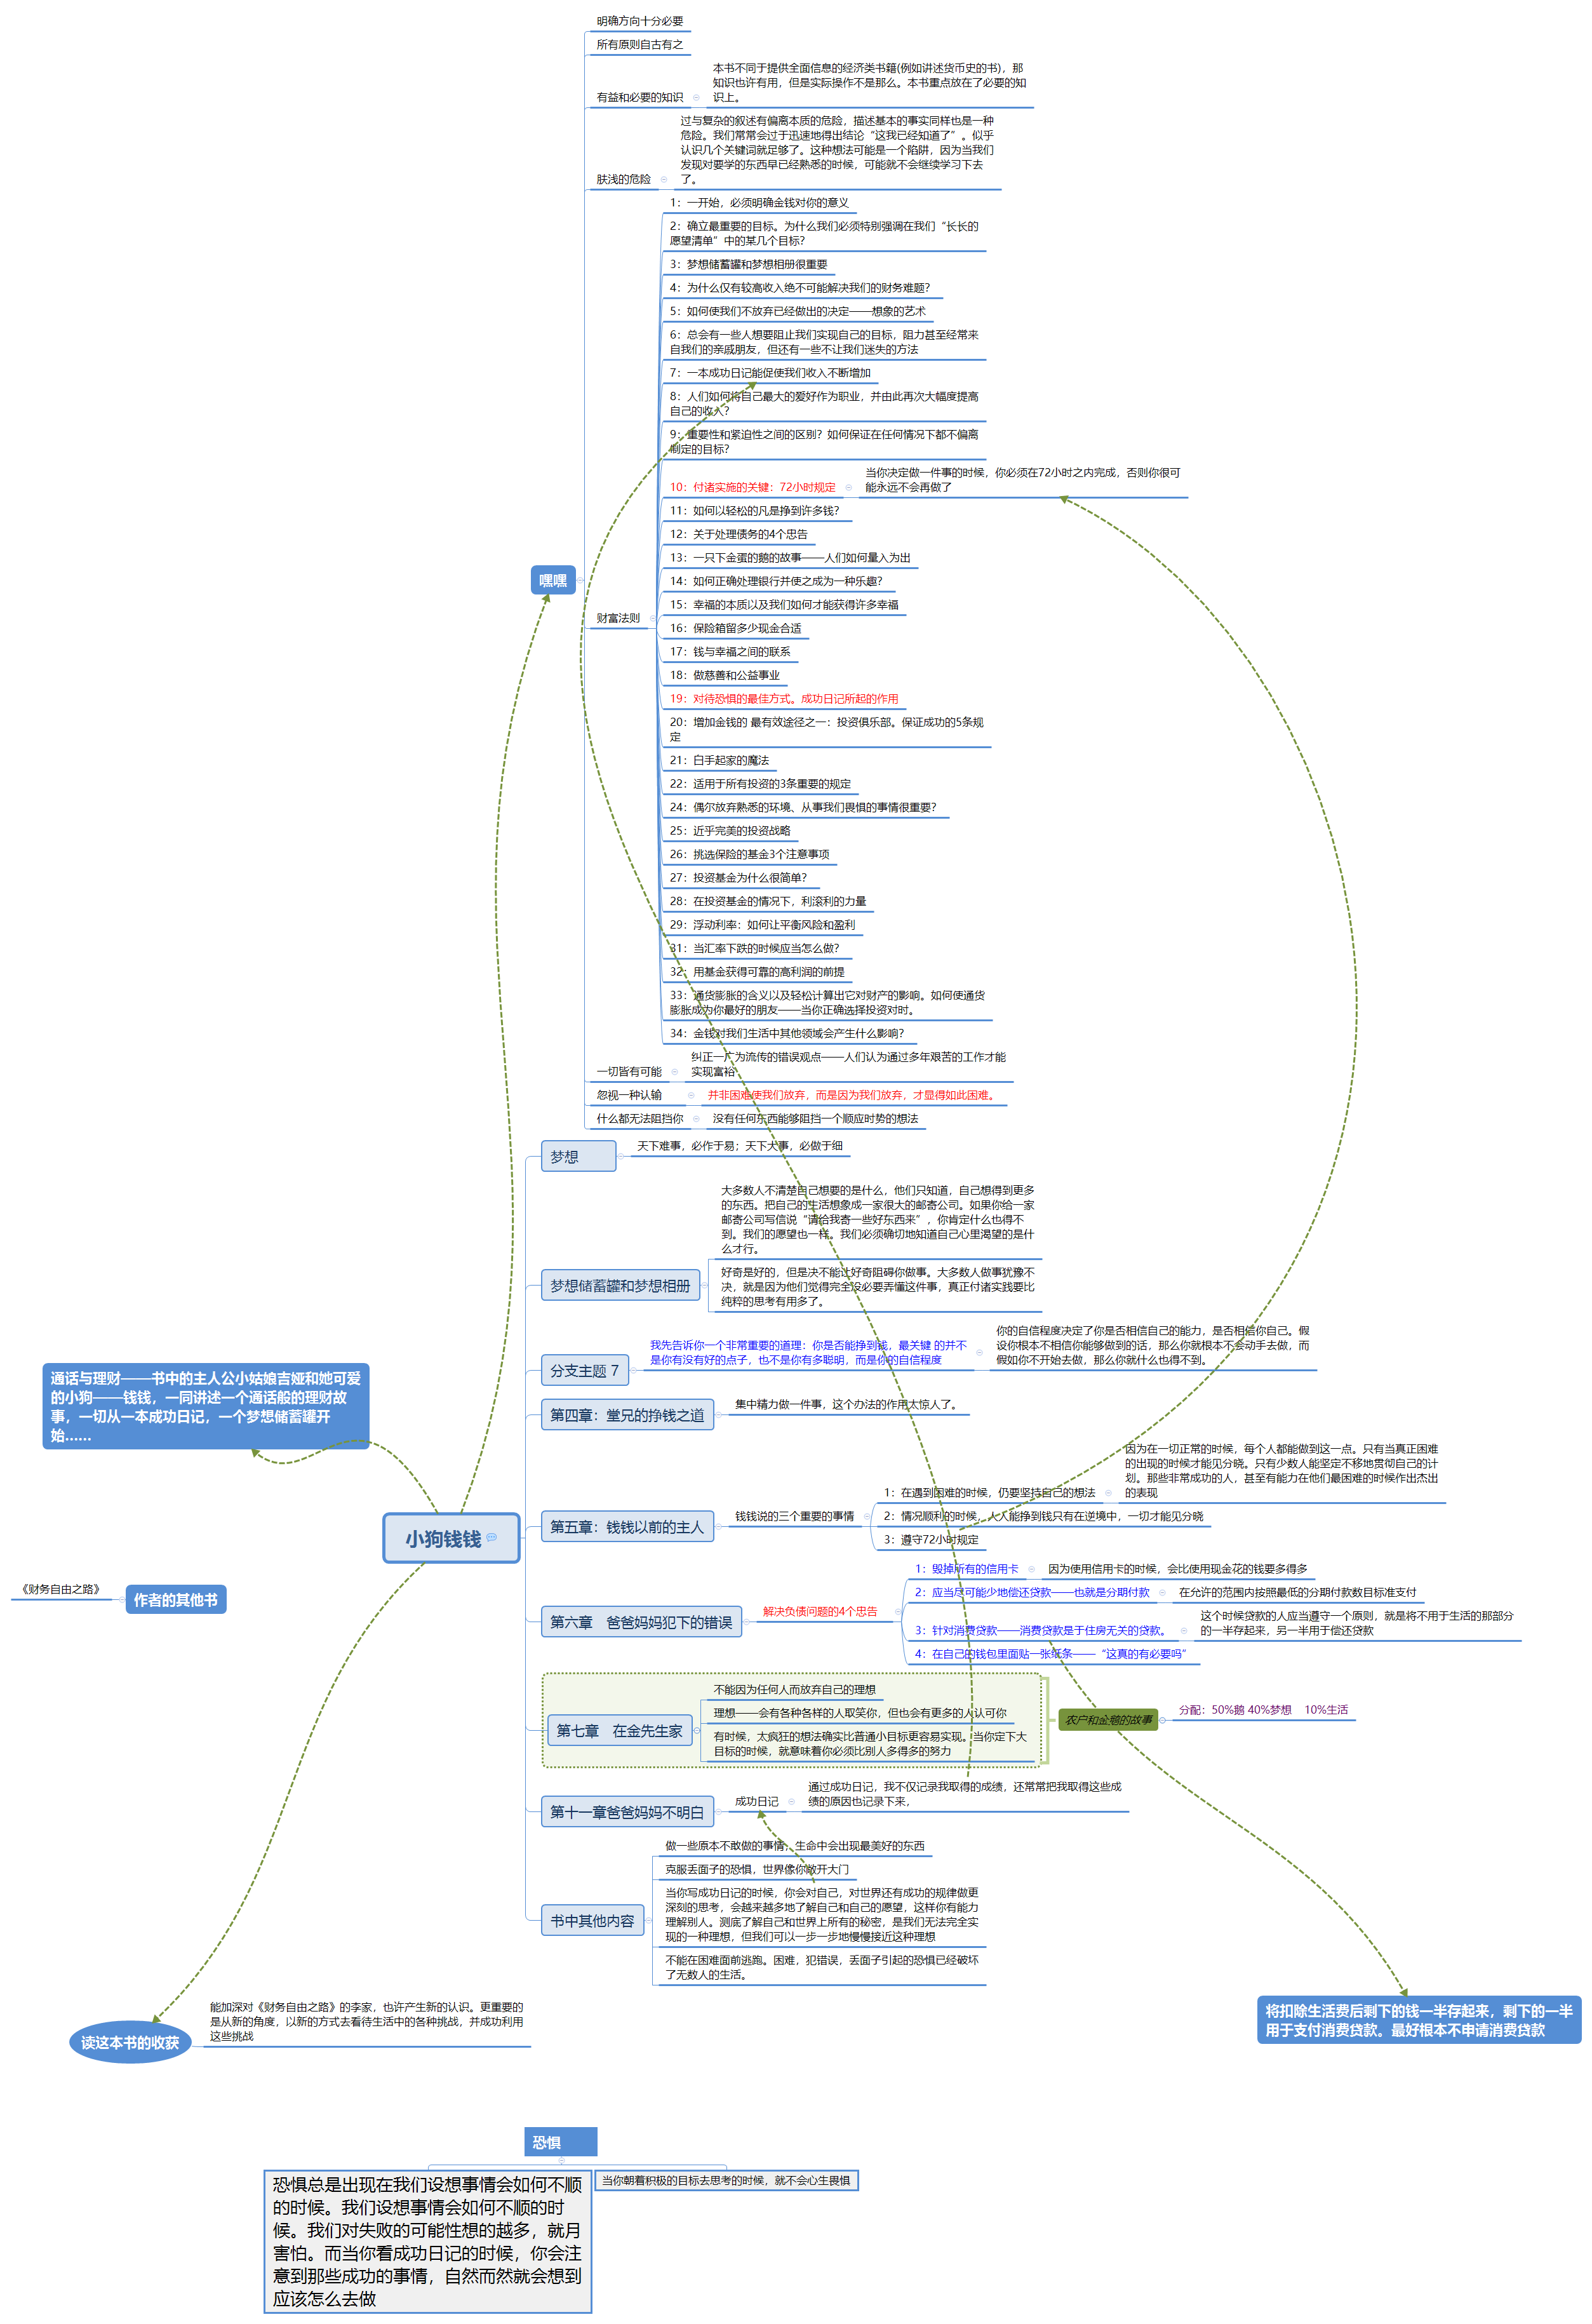 明确方向十分必要
所有原则自古有之
有益和必要的知识
本书不同于提供全面信息的经济类书籍(例如讲述货币史的书)，那
知识也许有用，但是实际操作不是那么。本书重点放在了必要的知
识上。
肤浅的危险
过与复杂的叙述有偏离本质的危险，描述基本的事实同样也是一种
危险。我们常常会过于迅速地得出结论“这我已经知道了”。似乎
认识几个关键词就足够了。这种想法可能是一个陷阱，因为当我们
发现对要学的东西早已经熟悉的时候，可能就不会继续学习下去
了。
嘿嘿
财富法则
1：一开始，必须明确金钱对你的意义
2：确立最重要的目标。为什么我们必须特别强调在我们“长长的
愿望清单”中的某几个目标？
3：梦想储蓄罐和梦想相册很重要
4：为什么仅有较高收入绝不可能解决我们的财务难题？
5：如何使我们不放弃已经做出的决定——想象的艺术
6：总会有一些人想要阻止我们实现自己的目标，阻力甚至经常来
自我们的亲戚朋友，但还有一些不让我们迷失的方法
7：一本成功日记能促使我们收入不断增加
8：人们如何将自己最大的爱好作为职业，并由此再次大幅度提高
自己的收入？
9：重要性和紧迫性之间的区别？如何保证在任何情况下都不偏离
制定的目标？
10：付诸实施的关键：72小时规定
当你决定做一件事的时候，你必须在72小时之内完成，否则你很可
能永远不会再做了
11：如何以轻松的凡是挣到许多钱？
12：关于处理债务的4个忠告
13：一只下金蛋的鹅的故事——人们如何量入为出
14：如何正确处理银行并使之成为一种乐趣？
15：幸福的本质以及我们如何才能获得许多幸福
16：保险箱留多少现金合适
17：钱与幸福之间的联系
18：做慈善和公益事业
19：对待恐惧的最佳方式。成功日记所起的作用
20：增加金钱的 最有效途径之一：投资俱乐部。保证成功的5条规
定
21：白手起家的魔法
22：适用于所有投资的3条重要的规定
24：偶尔放弃熟悉的环境、从事我们畏惧的事情很重要？
25：近乎完美的投资战略
26：挑选保险的基金3个注意事项
27：投资基金为什么很简单？
28：在投资基金的情况下，利滚利的力量
29：浮动利率：如何让平衡风险和盈利
31：当汇率下跌的时候应当怎么做？
32：用基金获得可靠的高利润的前提
33：通货膨胀的含义以及轻松计算出它对财产的影响。如何使通货
膨胀成为你最好的朋友——当你正确选择投资对时。
34：金钱对我们生活中其他领域会产生什么影响？
一切皆有可能
纠正一广为流传的错误观点——人们认为通过多年艰苦的工作才能
实现富裕
忽视一种认输
并非困难使我们放弃，而是因为我们放弃，才显得如此困难。
什么都无法阻挡你
没有任何东西能够阻挡一个顺应时势的想法
梦想
天下难事，必作于易；天下大事，必做于细
梦想储蓄罐和梦想相册
大多数人不清楚自己想要的是什么，他们只知道，自己想得到更多
的东西。把自己的生活想象成一家很大的邮寄公司。如果你给一家
邮寄公司写信说“请给我寄一些好东西来”，你肯定什么也得不
到。我们的愿望也一样。我们必须确切地知道自己心里渴望的是什
么才行。
好奇是好的，但是决不能让好奇阻碍你做事。大多数人做事犹豫不
决，就是因为他们觉得完全没必要弄懂这件事，真正付诸实践要比
纯粹的思考有用多了。
分支主题 7
我先告诉你一个非常重要的道理：你是否能挣到钱，最关键 的并不
是你有没有好的点子，也不是你有多聪明，而是你的自信程度
你的自信程度决定了你是否相信自己的能力，是否相信你自己。假
设你根本不相信你能够做到的话，那么你就根本不会动手去做，而
假如你不开始去做，那么你就什么也得不到。
第四章：堂兄的挣钱之道
集中精力做一件事，这个办法的作用太惊人了。
通话与理财——书中的主人公小姑娘吉娅和她可爱
的小狗——钱钱，一同讲述一个通话般的理财故
事，一切从一本成功日记，一个梦想储蓄罐开
始……
小狗钱钱
第五章：钱钱以前的主人
钱钱说的三个重要的事情
1：在遇到困难的时候，仍要坚持自己的想法
因为在一切正常的时候，每个人都能做到这一点。只有当真正困难
的出现的时候才能见分晓。只有少数人能坚定不移地贯彻自己的计
划。那些非常成功的人，甚至有能力在他们最困难的时候作出杰出
的表现
2：情况顺利的时候，人人能挣到钱只有在逆境中，一切才能见分晓
3：遵守72小时规定
《财务自由之路》
作者的其他书
第六章 爸爸妈妈犯下的错误
解决负债问题的4个忠告
1：毁掉所有的信用卡
因为使用信用卡的时候，会比使用现金花的钱要多得多
2：应当尽可能少地偿还贷款——也就是分期付款
在允许的范围内按照最低的分期付款数目标准支付
3：针对消费贷款——消费贷款是于住房无关的贷款。
这个时候贷款的人应当遵守一个原则，就是将不用于生活的那部分
的一半存起来，另一半用于偿还贷款
4：在自己的钱包里面贴一张纸条——“这真的有必要吗”
第七章 在金先生家
不能因为任何人而放弃自己的理想
理想——会有各种各样的人取笑你，但也会有更多的人认可你
有时候，太疯狂的想法确实比普通小目标更容易实现。当你定下大
目标的时候，就意味着你必须比别人多得多的努力
农户和金鹅的故事
分配：50%鹅 40%梦想 10%生活
第十一章爸爸妈妈不明白
成功日记
通过成功日记，我不仅记录我取得的成绩，还常常把我取得这些成
绩的原因也记录下来，
书中其他内容
做一些原本不敢做的事情，生命中会出现最美好的东西
克服丢面子的恐惧，世界像你敞开大门
当你写成功日记的时候，你会对自己，对世界还有成功的规律做更
深刻的思考，会越来越多地了解自己和自己的愿望，这样你有能力
理解别人。测底了解自己和世界上所有的秘密，是我们无法完全实
现的一种理想，但我们可以一步一步地慢慢接近这种理想
不能在困难面前逃跑。困难，犯错误，丢面子引起的恐惧已经破坏
了无数人的生活。
将扣除生活费后剩下的钱一半存起来，剩下的一半
用于支付消费贷款。最好根本不申请消费贷款
读这本书的收获
能加深对《财务自由之路》的李家，也许产生新的认识。更重要的
是从新的角度，以新的方式去看待生活中的各种挑战，并成功利用
这些挑战
恐惧
恐惧总是出现在我们设想事情会如何不顺
的时候。我们设想事情会如何不顺的时
候。我们对失败的可能性想的越多，就月
害怕。而当你看成功日记的时候，你会注
意到那些成功的事情，自然而然就会想到
应该怎么去做
当你朝着积极的目标去思考的时候，就不会心生畏惧